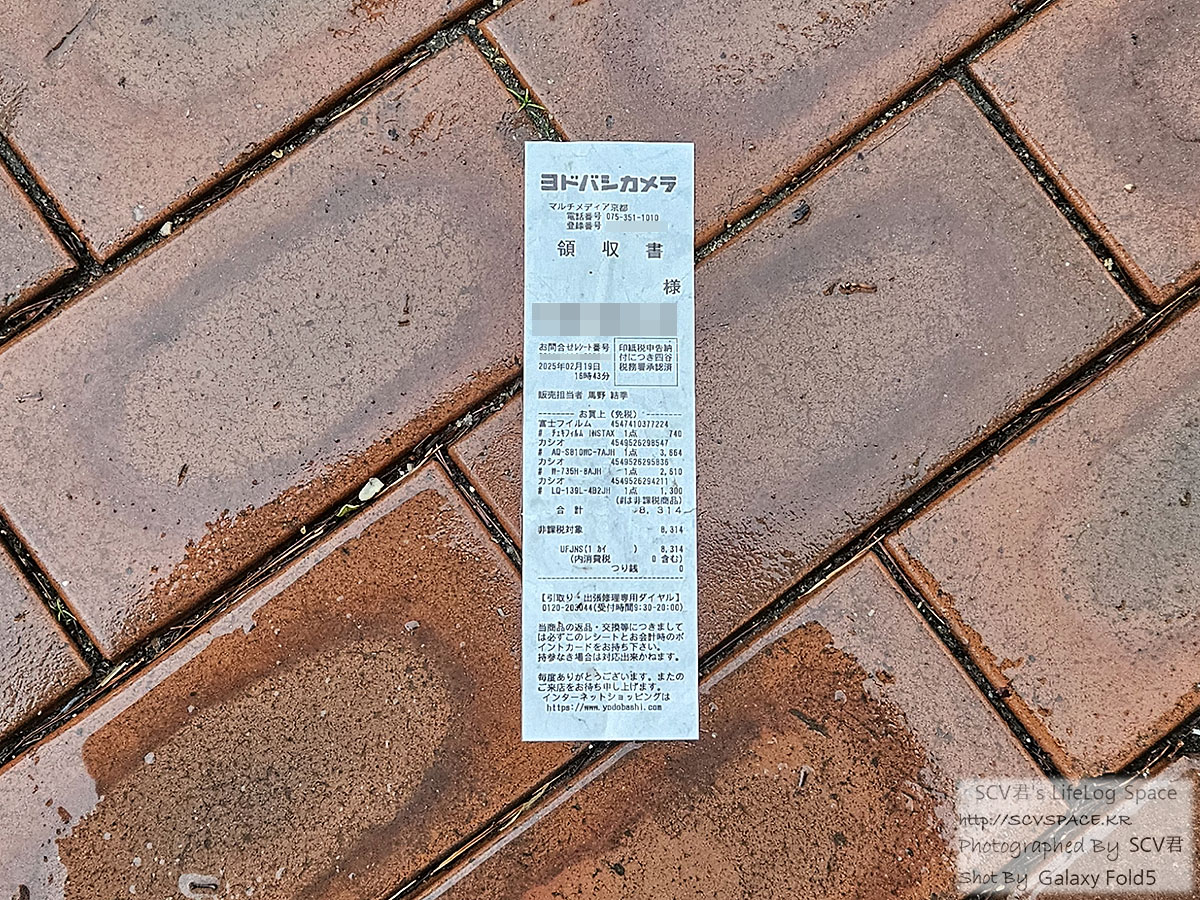 ヨドバシカメラ
マルチメディア京都
電話番号 075-351-1010
登録番号
領 収 書
様
お問合せﾚｼｰﾄ番号
2025年02月19日
16時43分
印紙税申告納
付につき四谷
税務署承認済
販売担当者 馬野 結季
-------- お買上(免税) --------
富士フイルム 4547410377224
# ﾁｪｷﾌｨﾙﾑ INSTAX 1点 740
カシオ 4549526298547
# AQ-S810WC-7AJH 1点 3,664
カシオ 4549526295836
# W-735H-8AJH 1点 2,610
カシオ 4549526294211
# LQ-139L-4B2JH 1点 1,300
(#は非課税商品)
合 計 8,314
非課税対象 8,314
UFJNS(1 ｶｲ ) 8,314
(内消費税 0 含む)
つり銭 0
【引取り・出張修理専用ダイヤル】
0120-203044(受付時間9:30-20:00)
当商品の返品・交換等につきまして
は必ずこのレシートとお会計時のポ
イントカードをお持ち下さい。
持参なき場合は対応出来かねます。
毎度ありがとうございます。またの
ご来店をお待ち申し上げます。
インターネットショッピングは
https://www.yodobashi.com
SCV君's LifeLog Space
http://SCVSPACE.KR
Photographed By SCV君
Shot By Galaxy Fold5